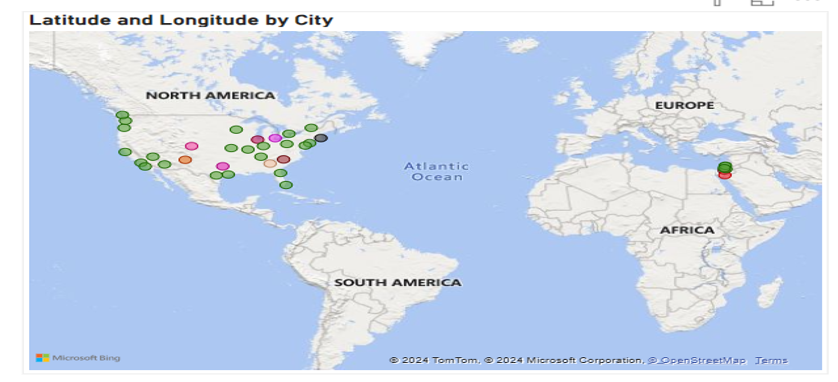 Latitude and Longitude by City
NORTH AMERICA
EUROPE
Atlantic
Ocean
AFRICA
SOUTH AMERICA
Microsoft Bing
© 2024 TomTom, © 2024 Microsoft Corporation, © OpenStreetMap Terms